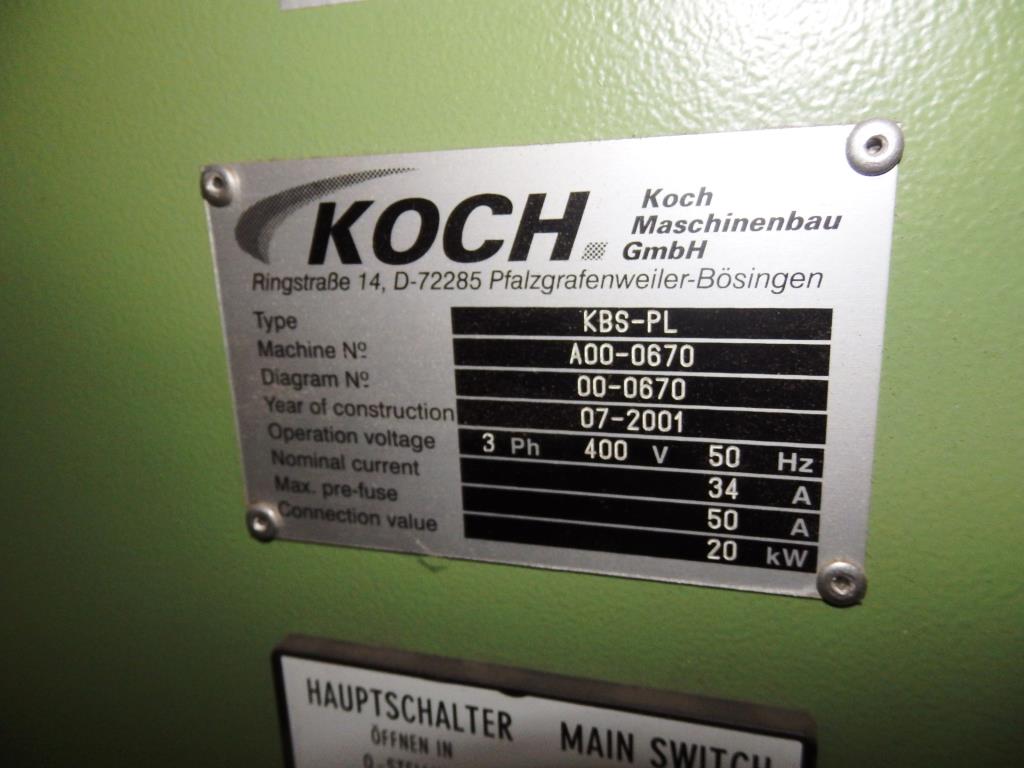 KOCH.
Koch
Maschinenbau
GmbH
Ringstraße 14, D-72285 Pfalzgrafenweiler-Bösingen
Type KBS-PL
Machine Nº A00-0670
Diagram Nº 00-0670
Year of construction 07-2001
Operation voltage 3 Ph 400 V 50 Hz
Nominal current 34 A
Max. pre-fuse 50 A
Connection value 20 kW
HAUPTSCHALTER MAIN SWITCH
ÖFFNEN IN